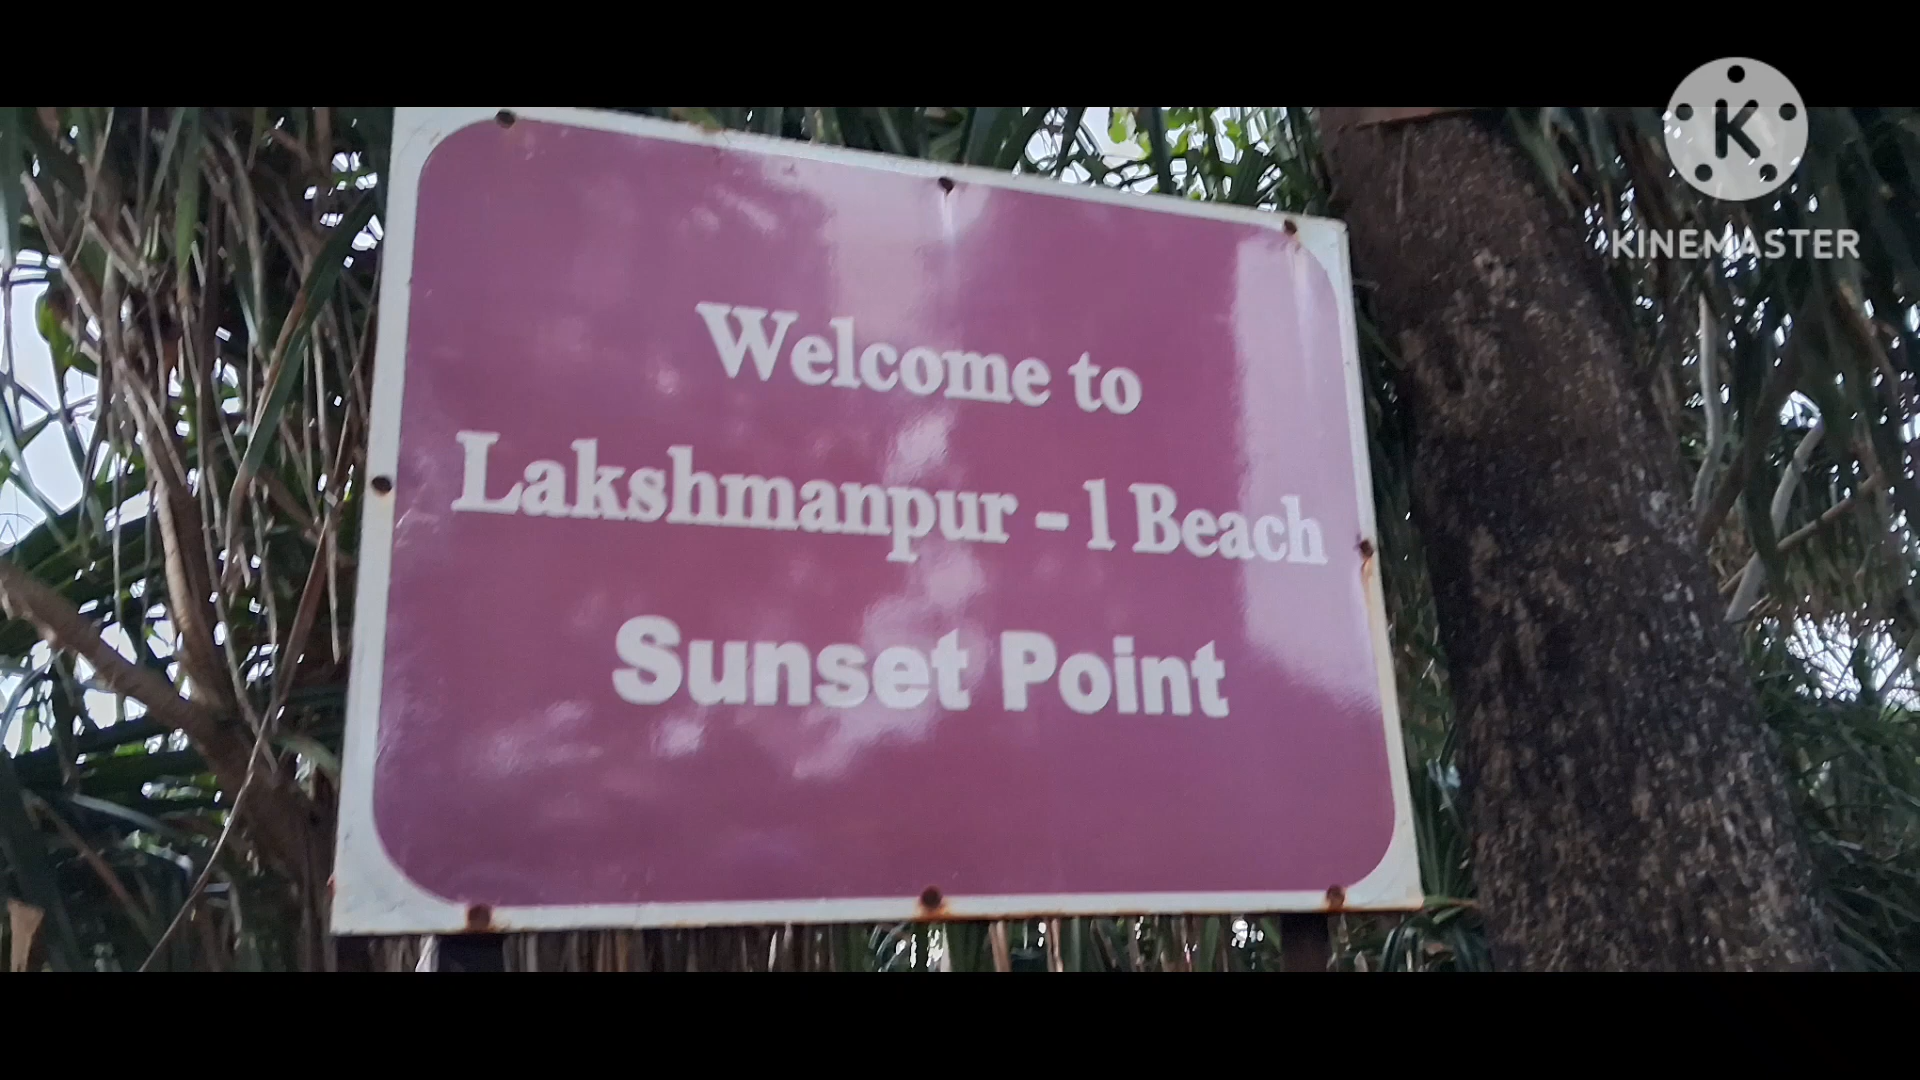 Welcome to
Lakshmanpur - 1 Beach
Sunset Point
K
KINEMASTER